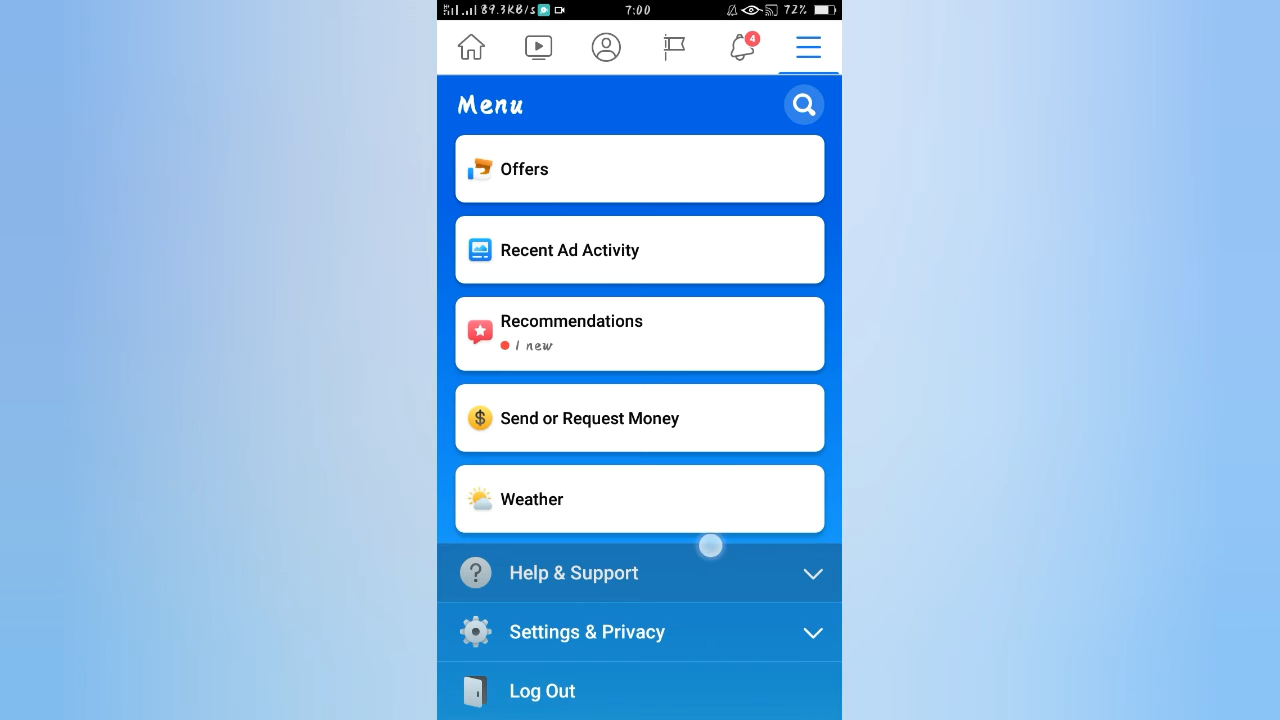 89.3KB/s 7:00 72%
4
Menu
Offers
Recent Ad Activity
Recommendations
1 new
Send or Request Money
Weather
Help & Support
Settings & Privacy
Log Out